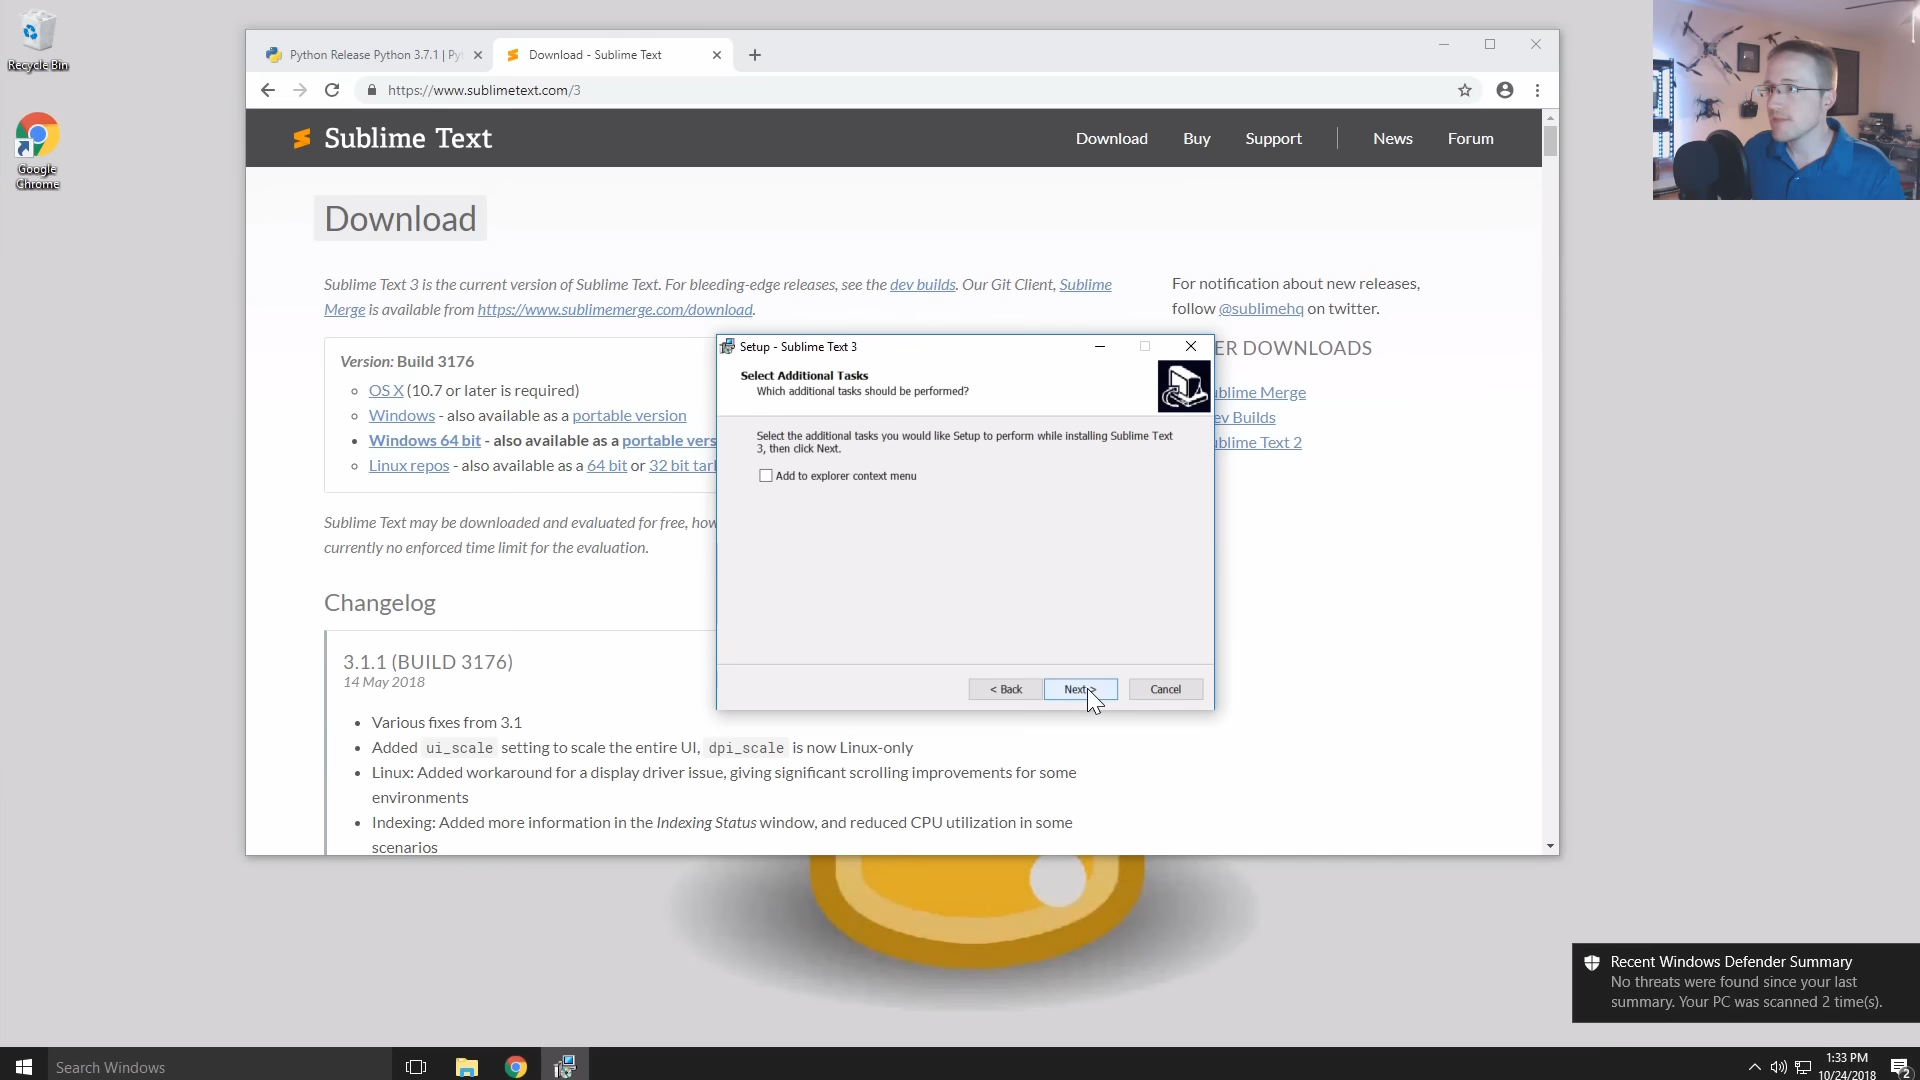 Recycle Bin
Google
Chrome
Python Release Python 3.7.1 | Py
Download - Sublime Text
https://www.sublimetext.com/3
Sublime Text
Download
Buy
Support
News
Forum
Download
Sublime Text 3 is the current version of Sublime Text. For bleeding-edge releases, see the dev builds. Our Git Client, Sublime
Merge is available from https://www.sublimemerge.com/download.
For notification about new releases,
follow @sublimehq on twitter.
ER DOWNLOADS
ublime Merge
ev Builds
ublime Text 2
Version: Build 3176
OS X (10.7 or later is required)
Windows - also available as a portable version
Windows 64 bit - also available as a portable vers
Linux repos - also available as a 64 bit or 32 bit tarl
Sublime Text may be downloaded and evaluated for free, how
currently no enforced time limit for the evaluation.
Changelog
3.1.1 (BUILD 3176)
14 May 2018
Various fixes from 3.1
Added ui_scale setting to scale the entire UI, dpi_scale is now Linux-only
Linux: Added workaround for a display driver issue, giving significant scrolling improvements for some
environments
Indexing: Added more information in the Indexing Status window, and reduced CPU utilization in some
scenarios
Setup - Sublime Text 3
Select Additional Tasks
Which additional tasks should be performed?
Select the additional tasks you would like Setup to perform while installing Sublime Text
3, then click Next.
Add to explorer context menu
< Back
Next >
Cancel
Recent Windows Defender Summary
No threats were found since your last
summary. Your PC was scanned 2 time(s).
Search Windows
1:33 PM
10/24/2018
2